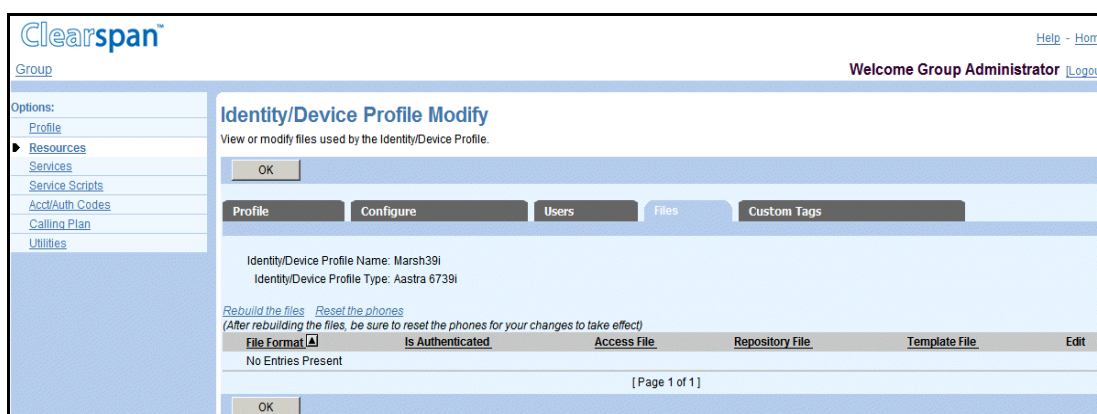 Clearspan™
Help - Hom
Group
Welcome Group Administrator [Logou
Options:
Profile
Resources
Services
Service Scripts
Acct/Auth Codes
Calling Plan
Utilities
Identity/Device Profile Modify
View or modify files used by the Identity/Device Profile.
OK
Profile Configure Users Files Custom Tags
Identity/Device Profile Name: Marsh39i
Identity/Device Profile Type: Aastra 6739i
Rebuild the files Reset the phones
(After rebuilding the files, be sure to reset the phones for your changes to take effect)
File Format Is Authenticated Access File Repository File Template File Edit
No Entries Present
[ Page 1 of 1 ]
OK